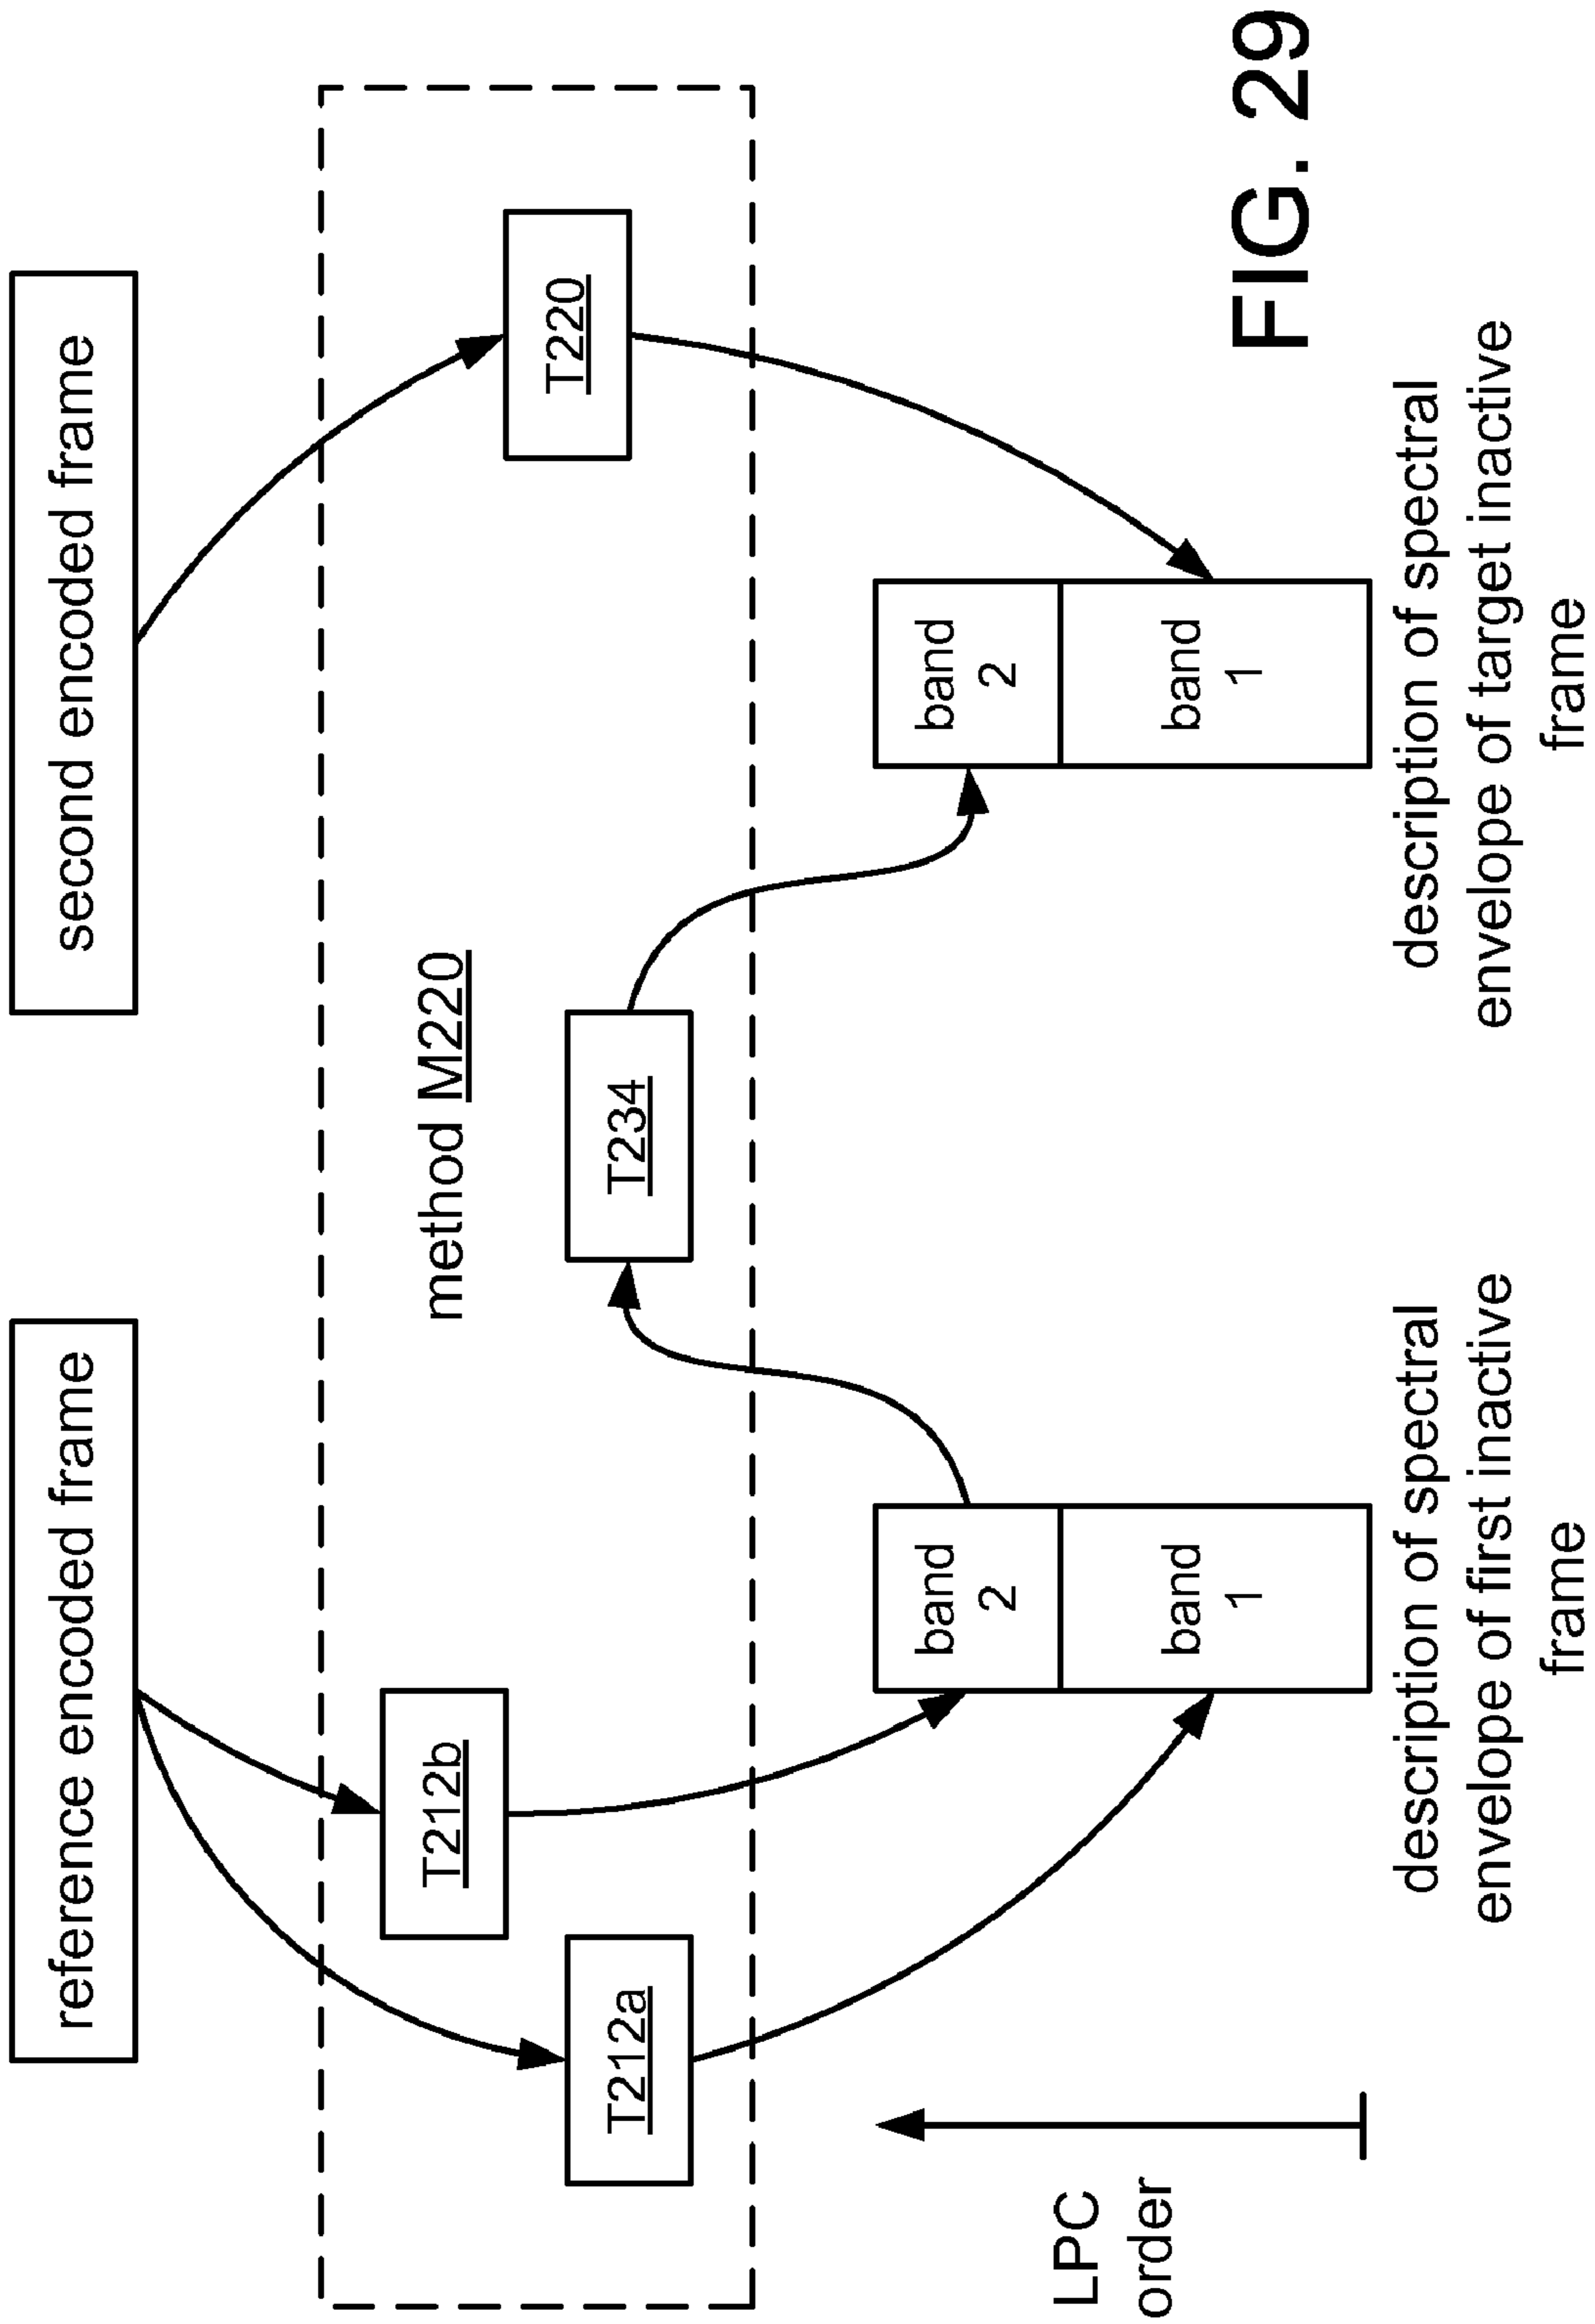 reference encoded frame
second encoded frame
method M220
T212b
T220
T212a
T234
LPC
order
band
2
band
1
band
2
band
1
description of spectral
envelope of first inactive
frame
description of spectral
envelope of target inactive
frame
FIG. 29